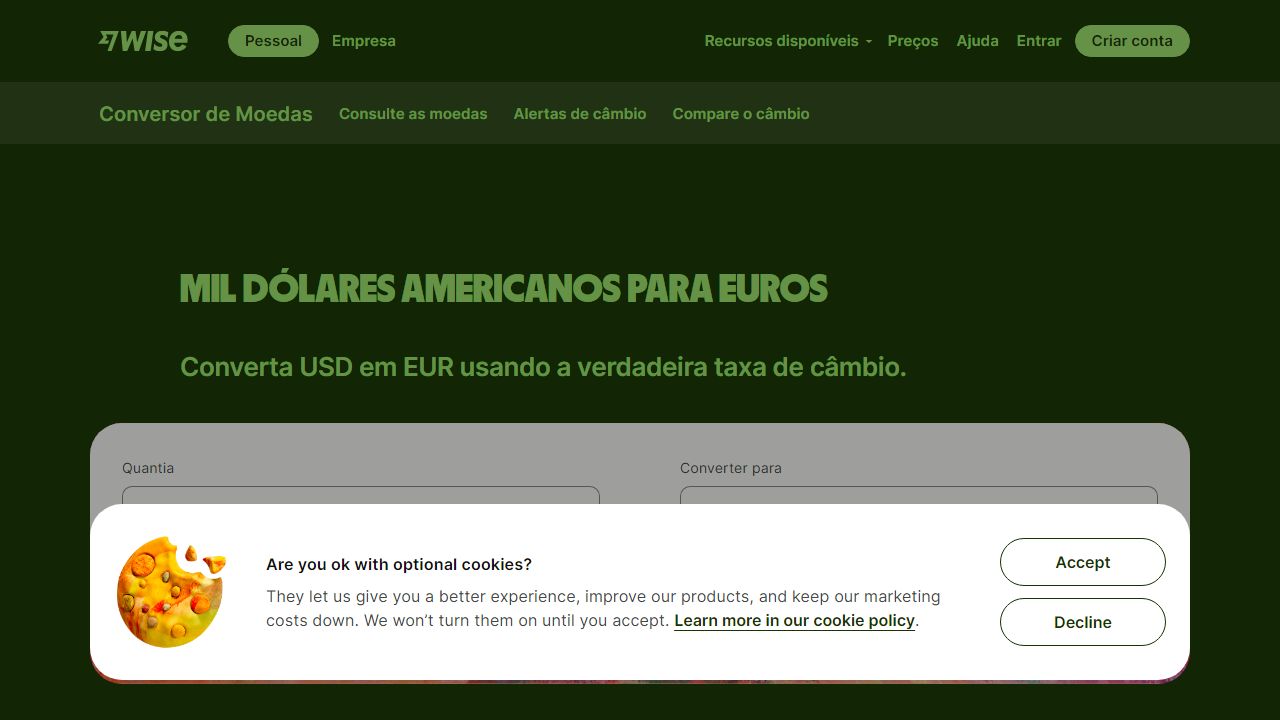 WISE
Pessoal
Empresa
Recursos disponíveis
Preços
Ajuda
Entrar
Criar conta
Conversor de Moedas
Consulte as moedas
Alertas de câmbio
Compare o câmbio
MIL DÓLARES AMERICANOS PARA EUROS
Converta USD em EUR usando a verdadeira taxa de câmbio.
Quantia
Converter para
Are you ok with optional cookies?
They let us give you a better experience, improve our products, and keep our marketing
costs down. We won’t turn them on until you accept. Learn more in our cookie policy.
Accept
Decline